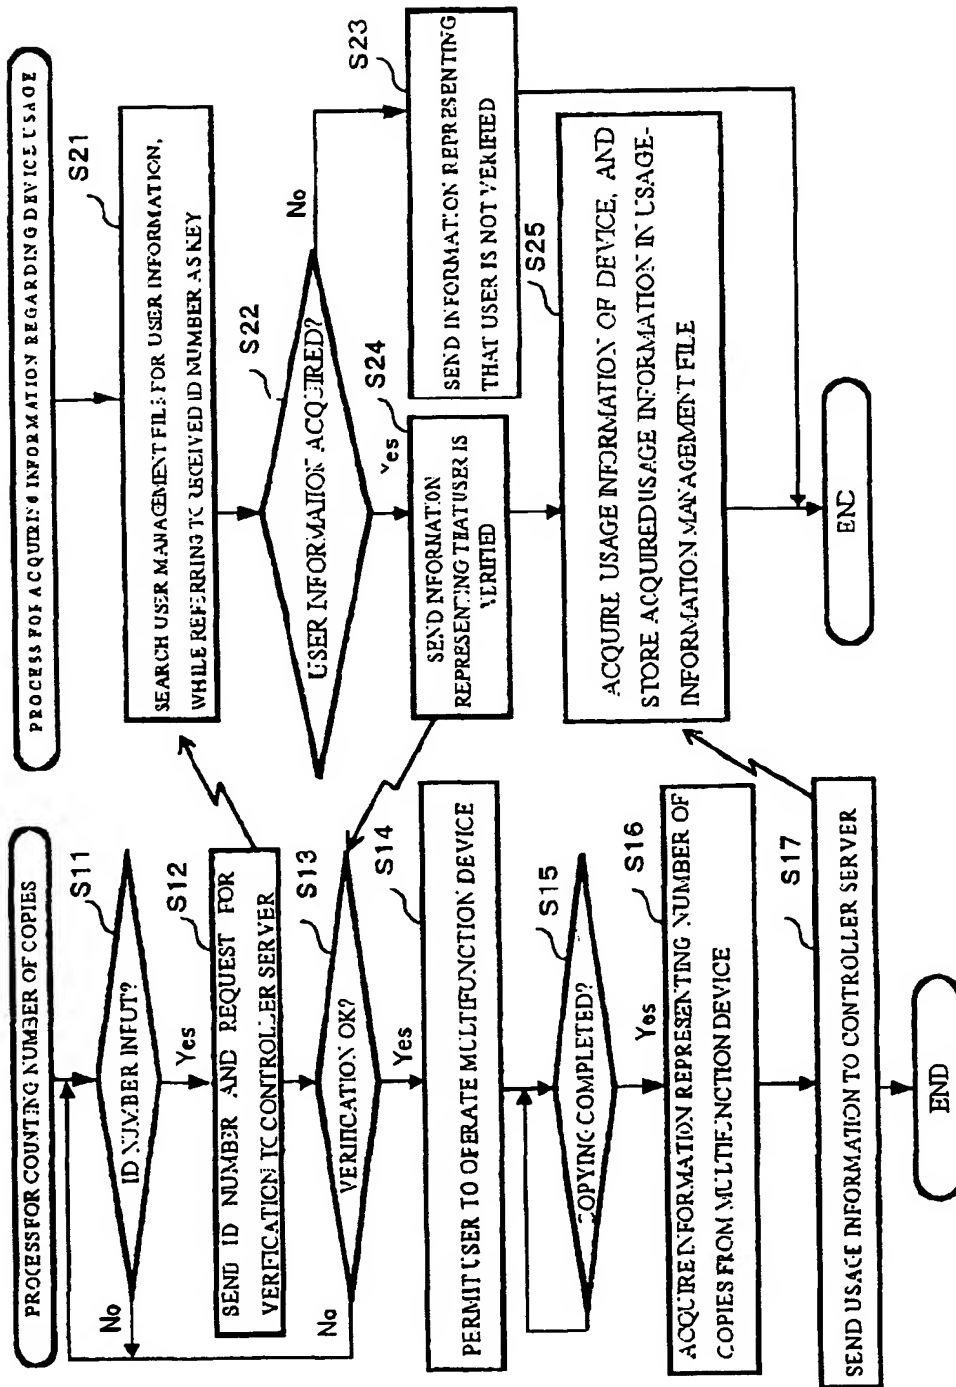 PROCESS FOR COUNTING NUMBER OF COPIES
S11
ID NUMBER INPUT?
No
Yes
S12
SEND ID NUMBER AND REQUEST FOR
VERIFICATION TO CONTROLLER SERVER
S13
VERIFICATION OK?
No
Yes
S14
PERMIT USER TO OPERATE MULTIFUNCTION DEVICE
S15
COPYING COMPLETED?
Yes
S16
ACQUIRE INFORMATION REPRESENTING NUMBER OF
COPIES FROM MULTIFUNCTION DEVICE
S17
SEND USAGE INFORMATION TO CONTROLLER SERVER
END
PROCESS FOR ACQUIRING INFORMATION REGARDING DEVICE USAGE
S21
SEARCH USER MANAGEMENT FILE FOR USER INFORMATION,
WHILE REFERRING TO RECEIVED ID NUMBER AS KEY
S22
USER INFORMATION ACQUIRED?
No
Yes
S23
SEND INFORMATION REPRESENTING
THAT USER IS NOT VERIFIED
S24
SEND INFORMATION
REPRESENTING THAT USER IS
VERIFIED
S25
ACQUIRE USAGE INFORMATION OF DEVICE, AND
STORE ACQUIRED USAGE INFORMATION IN USAGE-
INFORMATION MANAGEMENT FILE
END